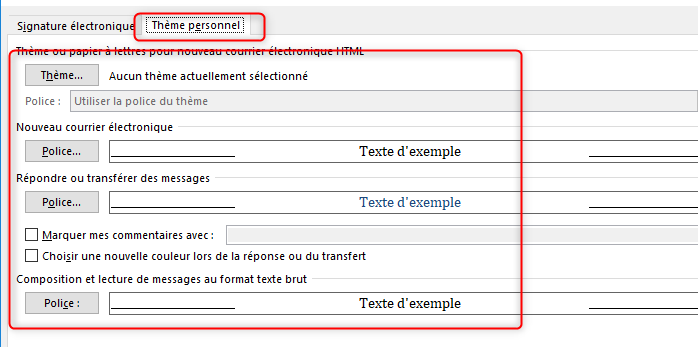 Signature électronique Thème personnel
Thème ou papier à lettres pour nouveau courrier électronique HTML
Thème... Aucun thème actuellement sélectionné
Police : Utiliser la police du thème
Nouveau courrier électronique
Police... Texte d'exemple
Répondre ou transférer des messages
Police... Texte d'exemple
Marquer mes commentaires avec :
Choisir une nouvelle couleur lors de la réponse ou du transfert
Composition et lecture de messages au format texte brut
Police : Texte d'exemple